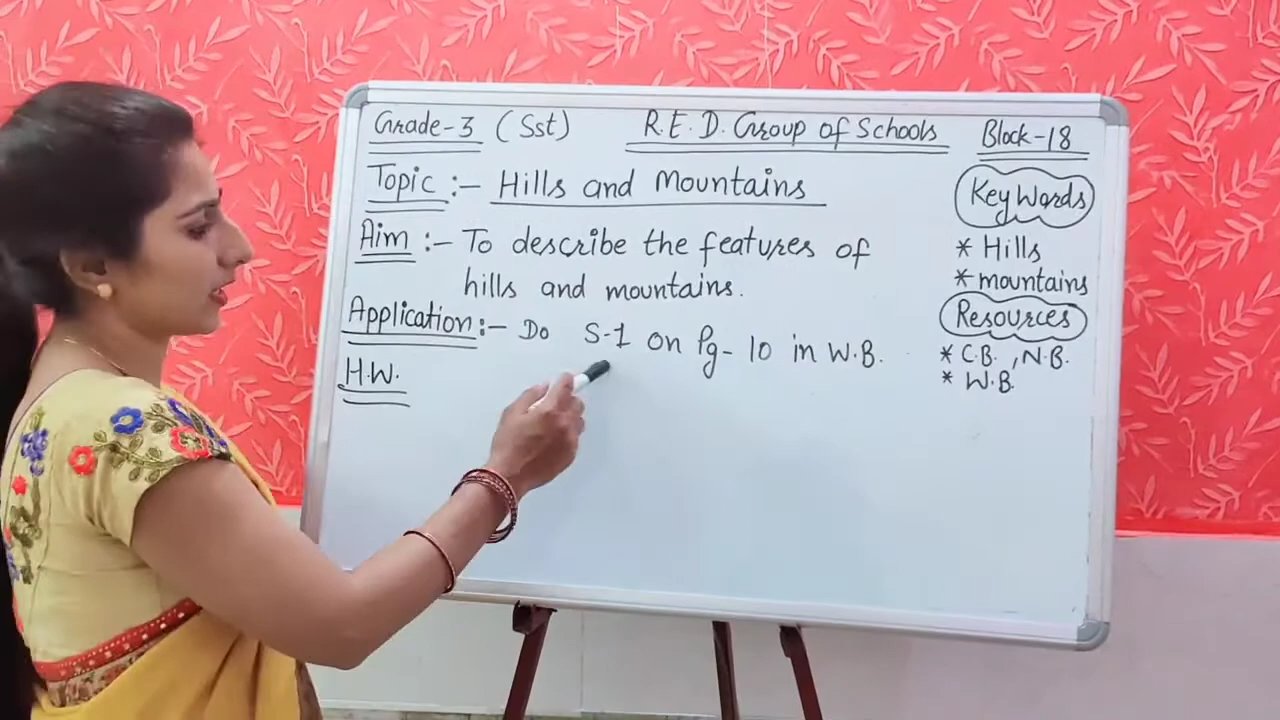 Grade-3 (Sst) R.E.D. Group of Schools Block-18
Topic :- Hills and Mountains
Aim :- To describe the features of
hills and mountains.
Application :- Do S-1 on Pg- 10 in W.B.
H.W.
Key Words
* Hills
* mountains
Resources
* C.B. , N.B.
* W.B.